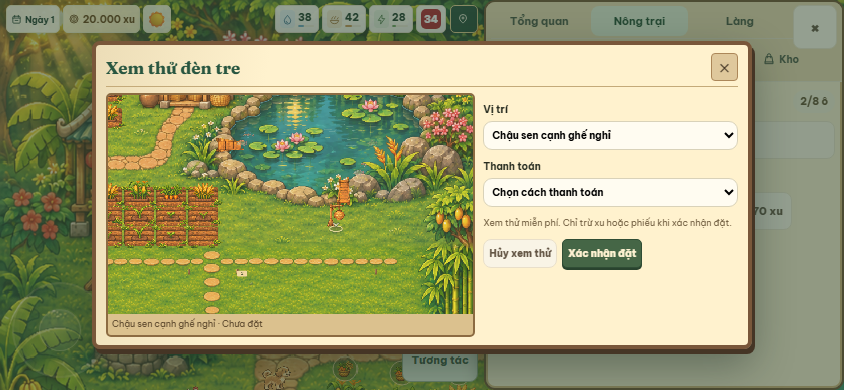 Ngày 1
20.000 xu
38
42
28
34
Tổng quan
Nông trại
Làng
Kho
2/8 ô
70 xu
Tương tác
Xem thử đèn tre
Vị trí
Chậu sen cạnh ghế nghỉ
Thanh toán
Chọn cách thanh toán
Xem thử miễn phí. Chỉ trừ xu hoặc phiếu khi xác nhận đặt.
Hủy xem thử
Xác nhận đặt
Chậu sen cạnh ghế nghỉ · Chưa đặt